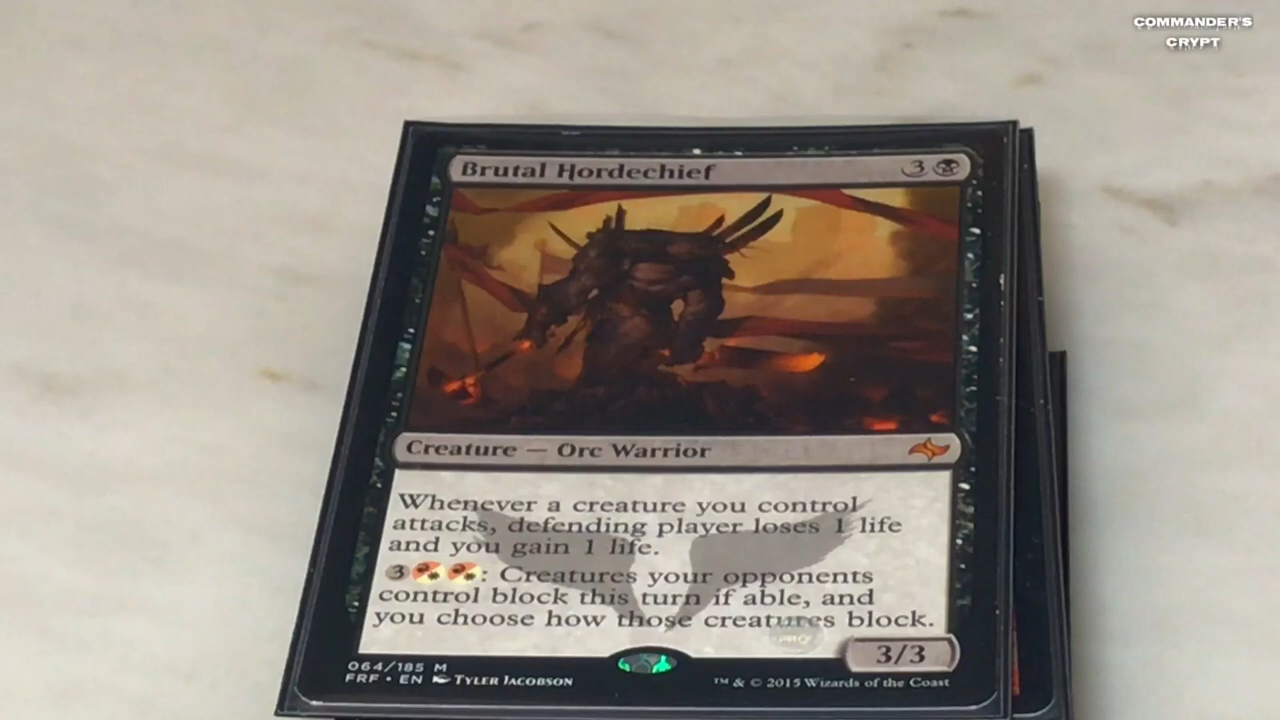 COMMANDER'S
CRYPT
Brutal Hordechief 3
Creature — Orc Warrior
Whenever a creature you control
attacks, defending player loses 1 life
and you gain 1 life.
3 : Creatures your opponents
control block this turn if able, and
you choose how those creatures block.
PRO
3/3
064/185 M
FRF • EN Tyler Jacobson
™ & © 2015 Wizards of the Coast